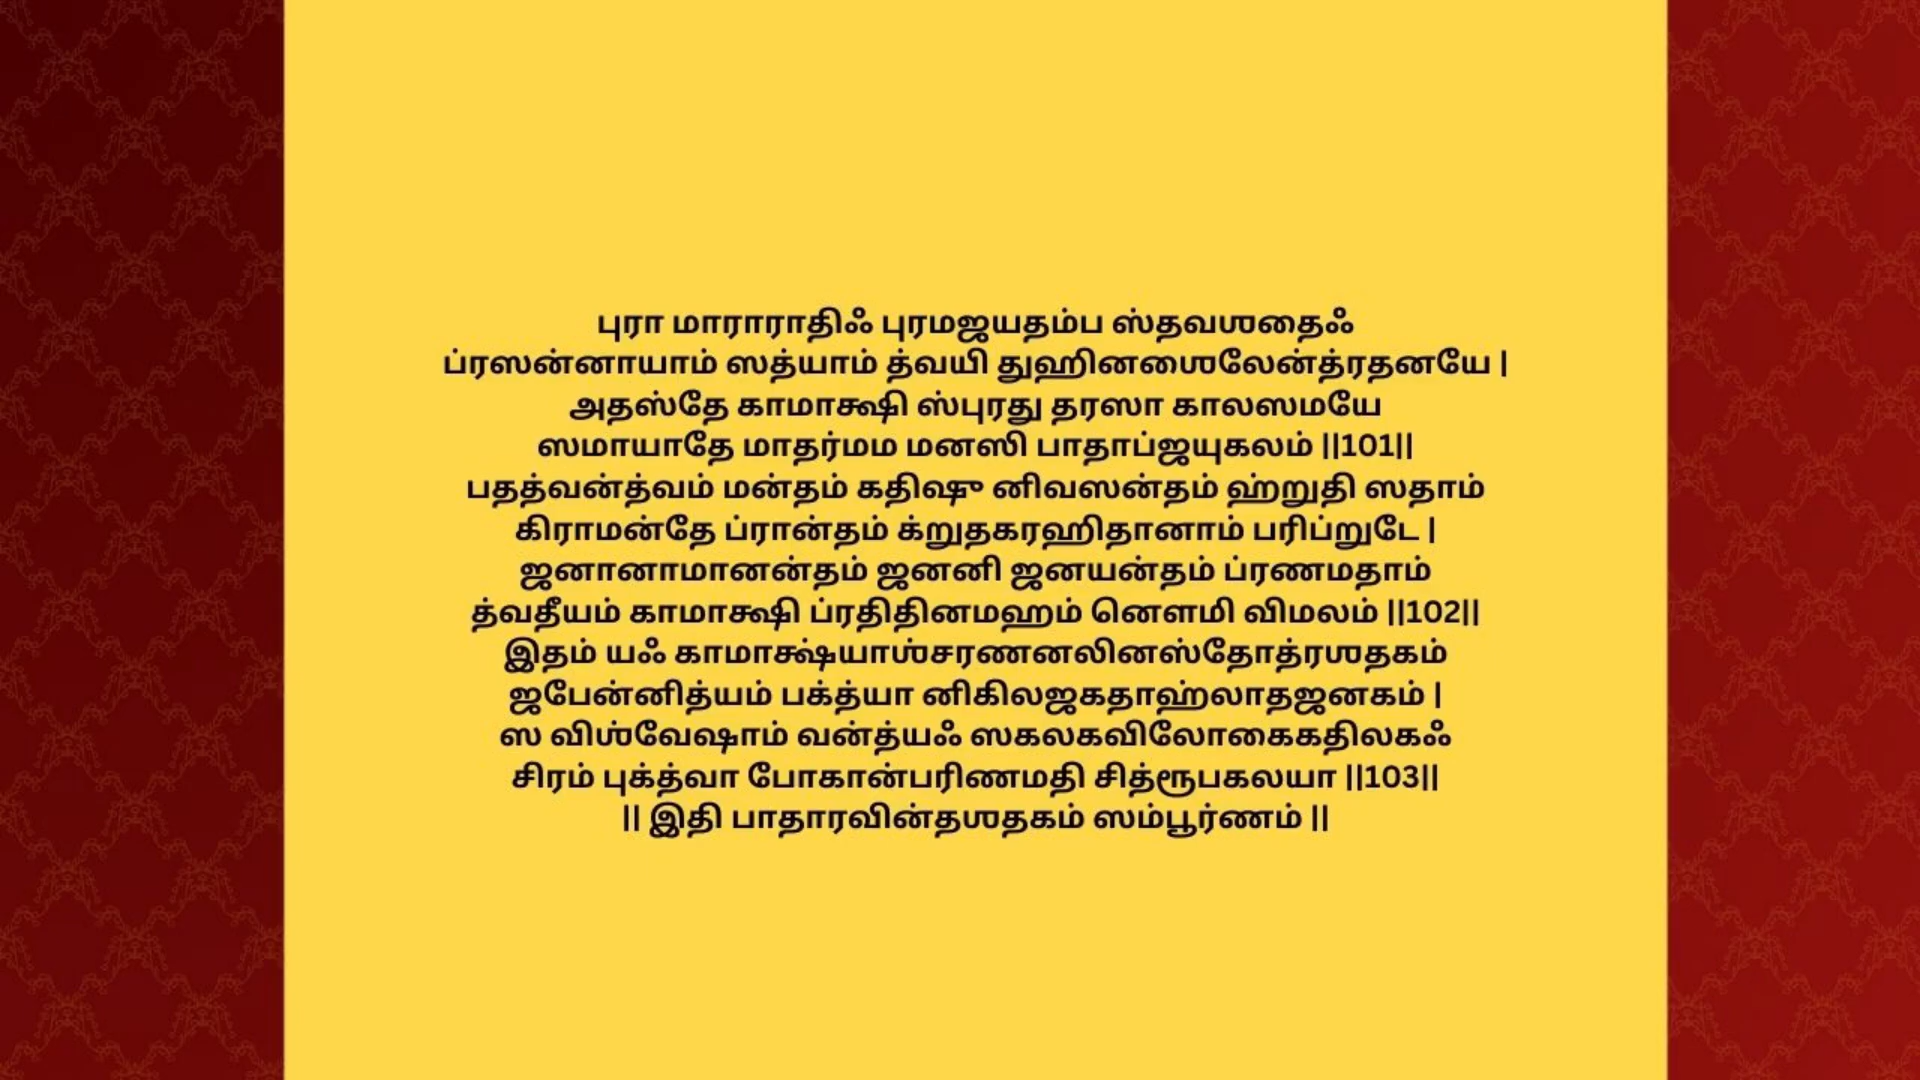 புரா மாராராதிஃ புரமஜயதம்ப ஸ்தவஶதைஃ
ப்ரஸன்னாயாம் ஸத்யாம் த்வயி துஹினஶைலேன்த்ரதனயே |
அதஸ்தே காமாக்ஷி ஸ்புரது தரஸா காலஸமயே
ஸமாயாதே மாதர்மம மனஸி பாதாப்ஜயுகலம் ||101||
பதத்வன்த்வம் மன்தம் கதிஷு னிவஸன்தம் ஹ்றுதி ஸதாம்
கிராமன்தே ப்ரான்தம் க்றுதகரஹிதானாம் பரிப்றுடே |
ஜனானாமானன்தம் ஜனனி ஜனயன்தம் ப்ரணமதாம்
த்வதீயம் காமாக்ஷி ப்ரதிதினமஹம் னௌமி விமலம் ||102||
இதம் யஃ காமாக்ஷ்யாஶ்சரணனலினஸ்தோத்ரஶதகம்
ஜபேன்னித்யம் பக்த்யா னிகிலஜகதாஹ்லாதஜனகம் |
ஸ விஶ்வேஷாம் வன்த்யஃ ஸகலகவிலோகைகதிலகஃ
சிரம் புக்த்வா போகான்பரிணமதி சித்ரூபகலயா ||103||
|| இதி பாதாரவின்தஶதகம் ஸம்பூர்ணம் ||